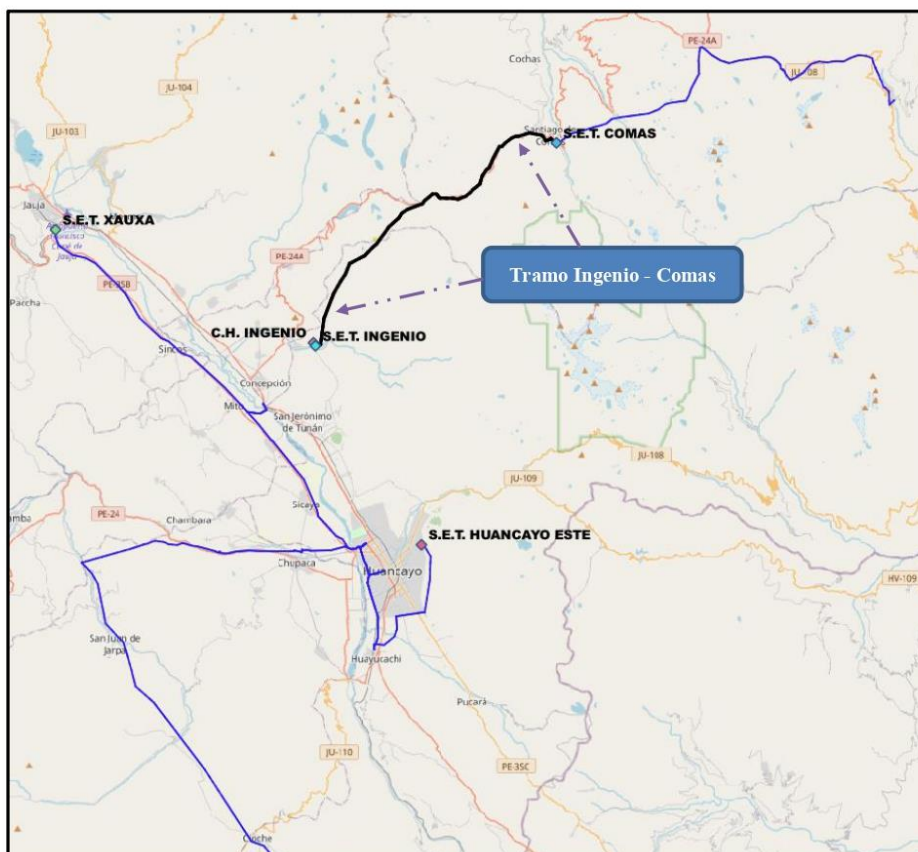 PE-24A
Cochas
JU-108
JU-104
JU-103
Santiago de
S.E.T. COMAS
Jauja
S.E.T. XAUXA
PE-24A
Tramo Ingenio - Comas
PE-3SB
Parcha
C.H. INGENIO
S.E.T. INGENIO
Sincos
Concepción
Mito
San Jerónimo
de Tunán
JU-108
JU-109
Sicaya
PE-24
Chambara
S.E.T. HUANCAYO ESTE
Chupaca
Huancayo
HV-109
San Juan de
Jarpa
Huayucachi
Pucará
JU-110
PE-3SC